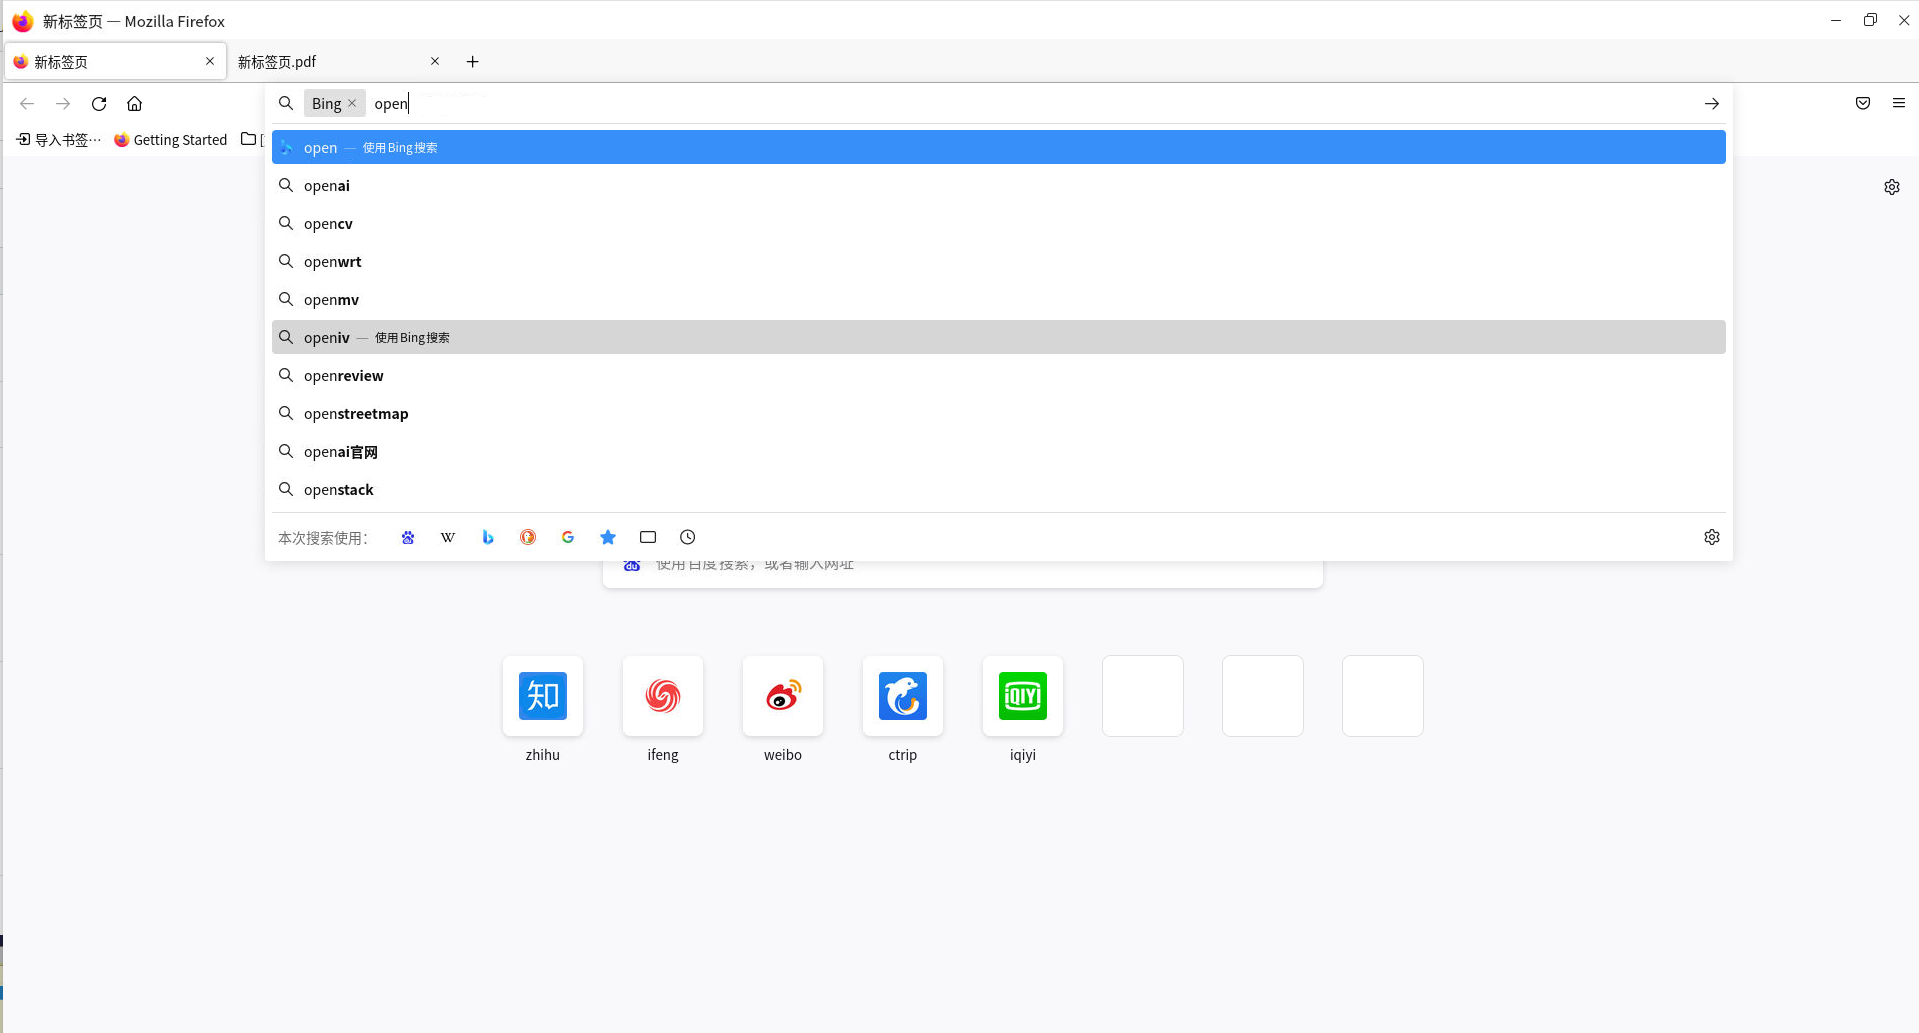 新标签页 — Mozilla Firefox
新标签页
新标签页.pdf
Bing open
导入书签…
Getting Started
open — 使用Bing搜索
openai
opencv
openwrt
openmv
openiv — 使用Bing搜索
openreview
openstreetmap
openai官网
openstack
本次搜索使用：
W
使用百度搜索，或者输入网址
知
iQIYI
zhihu
ifeng
weibo
ctrip
iqiyi